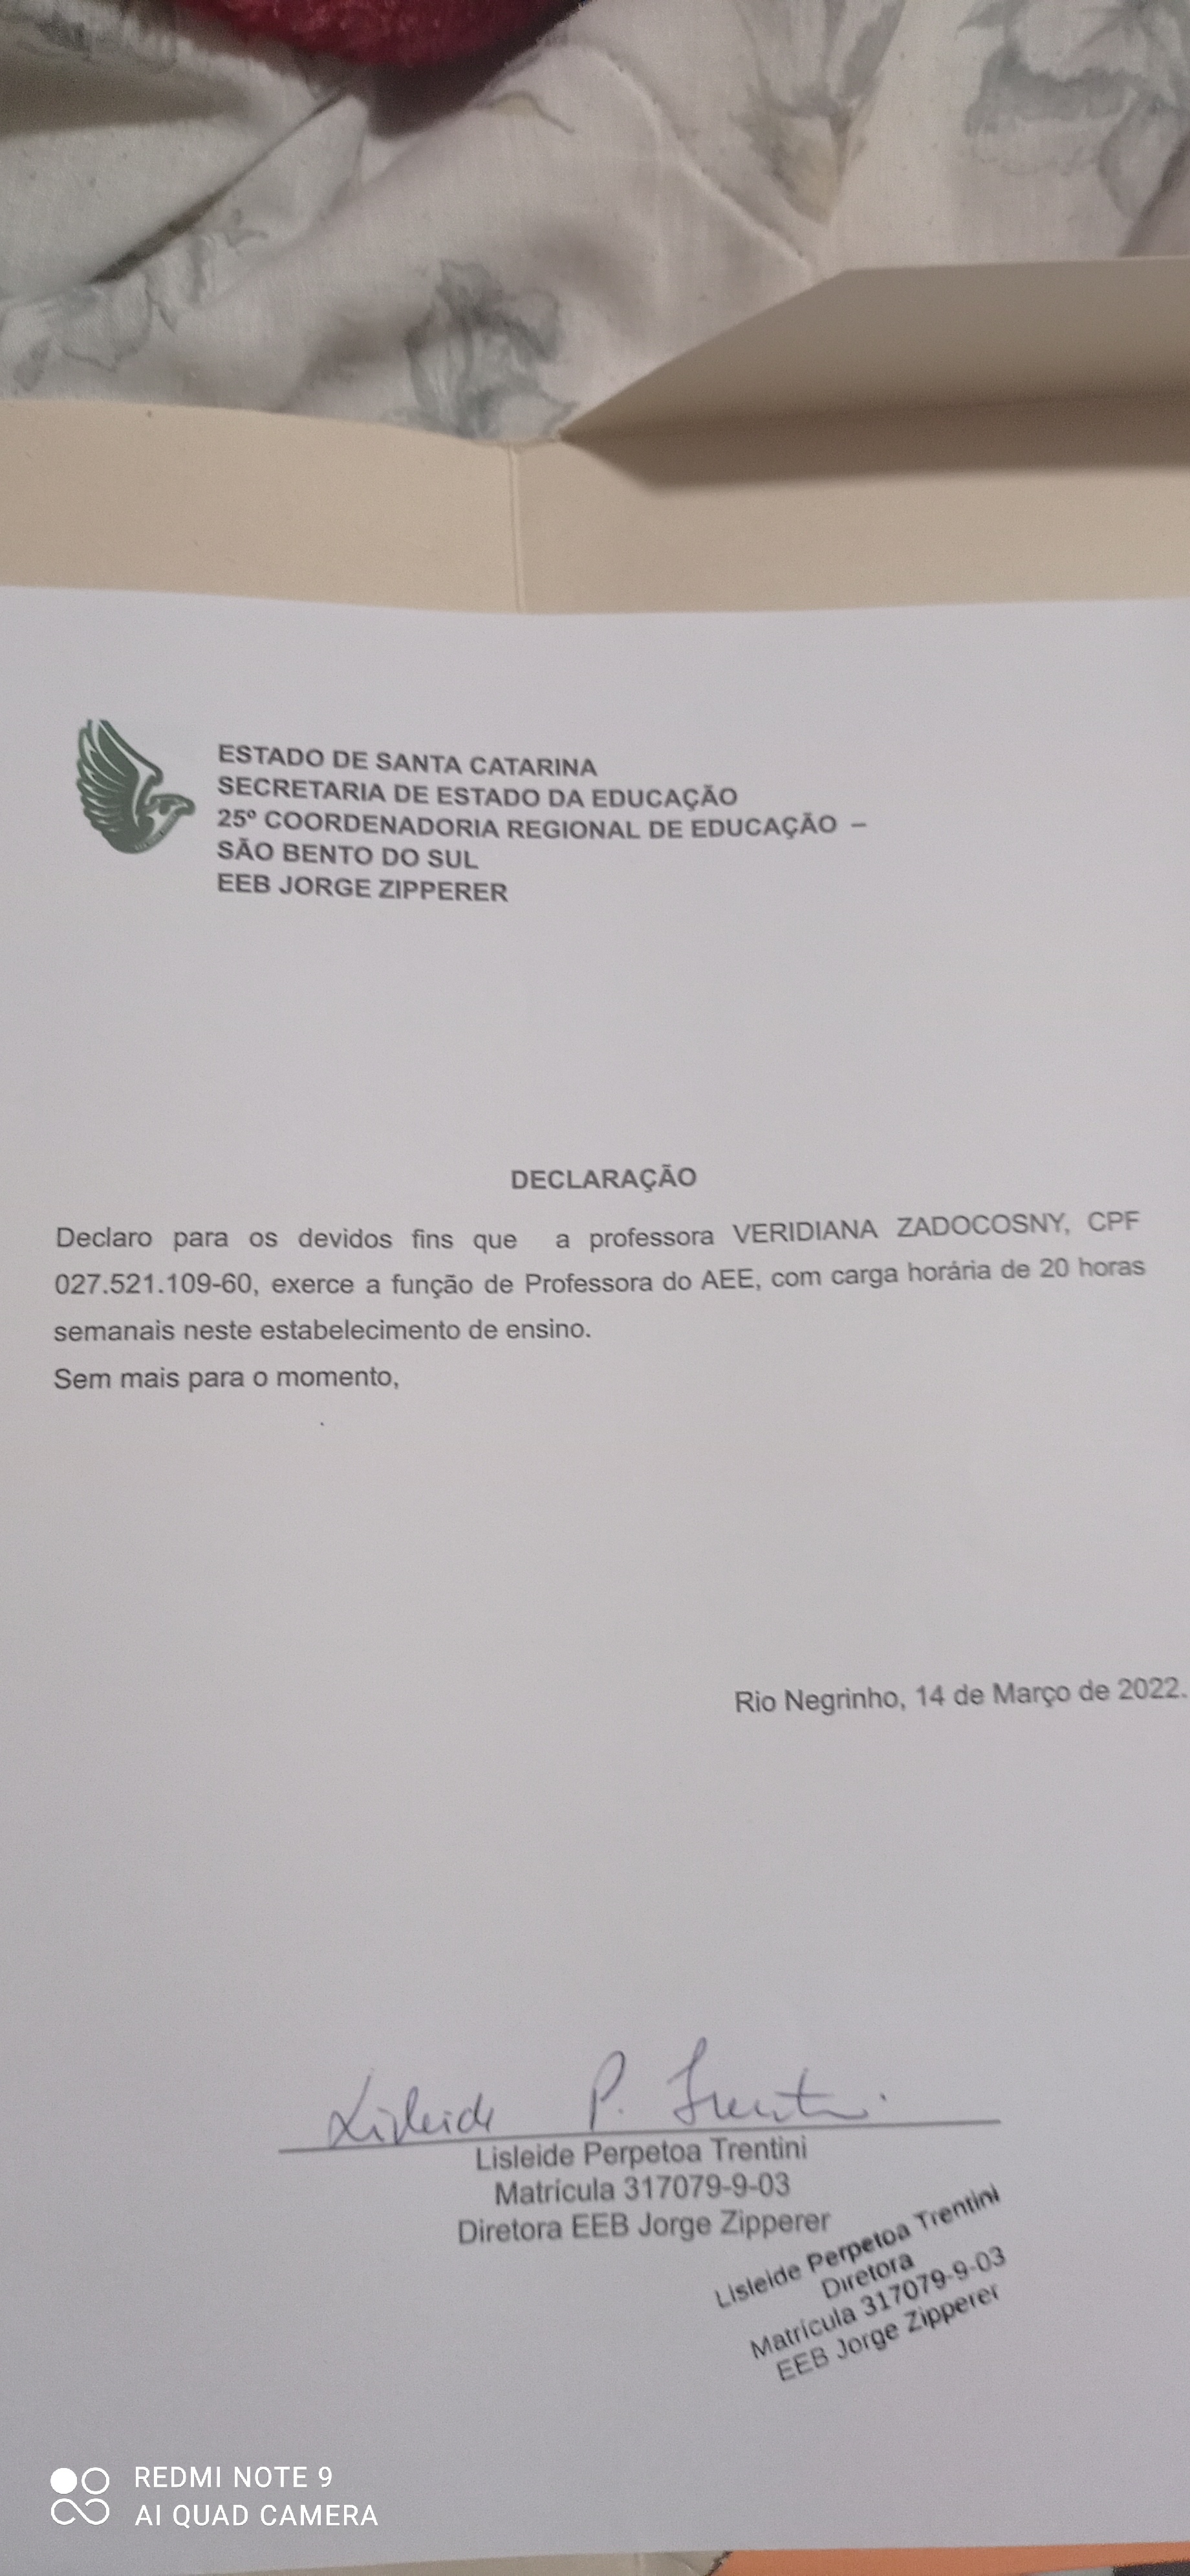 ESTADO DE SANTA CATARINA
SECRETARIA DE ESTADO DA EDUCAÇÃO
25º COORDENADORIA REGIONAL DE EDUCAÇÃO –
SÃO BENTO DO SUL
EEB JORGE ZIPPERER
DECLARAÇÃO
Declaro para os devidos fins que a professora VERIDIANA ZADOCOSNY, CPF
027.521.109-60, exerce a função de Professora do AEE, com carga horária de 20 horas
semanais neste estabelecimento de ensino.
Sem mais para o momento,
Rio Negrinho, 14 de Março de 2022.
Lisleide P. Trentini
Lisleide Perpetoa Trentini
Matrícula 317079-9-03
Diretora EEB Jorge Zipperer
Lisleide Perpetoa Trentini
Diretora
Matrícula 317079-9-03
EEB Jorge Zipperer
REDMI NOTE 9
AI QUAD CAMERA